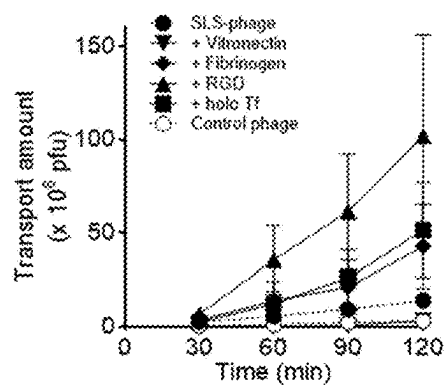 SLS-phage
+ Vitronectin
+ Fibrinogen
+ RGD
+ holo Tf
Control phage
Transport amount
(x 10⁶ pfu)
150
100
50
0
0 30 60 90 120
Time (min)